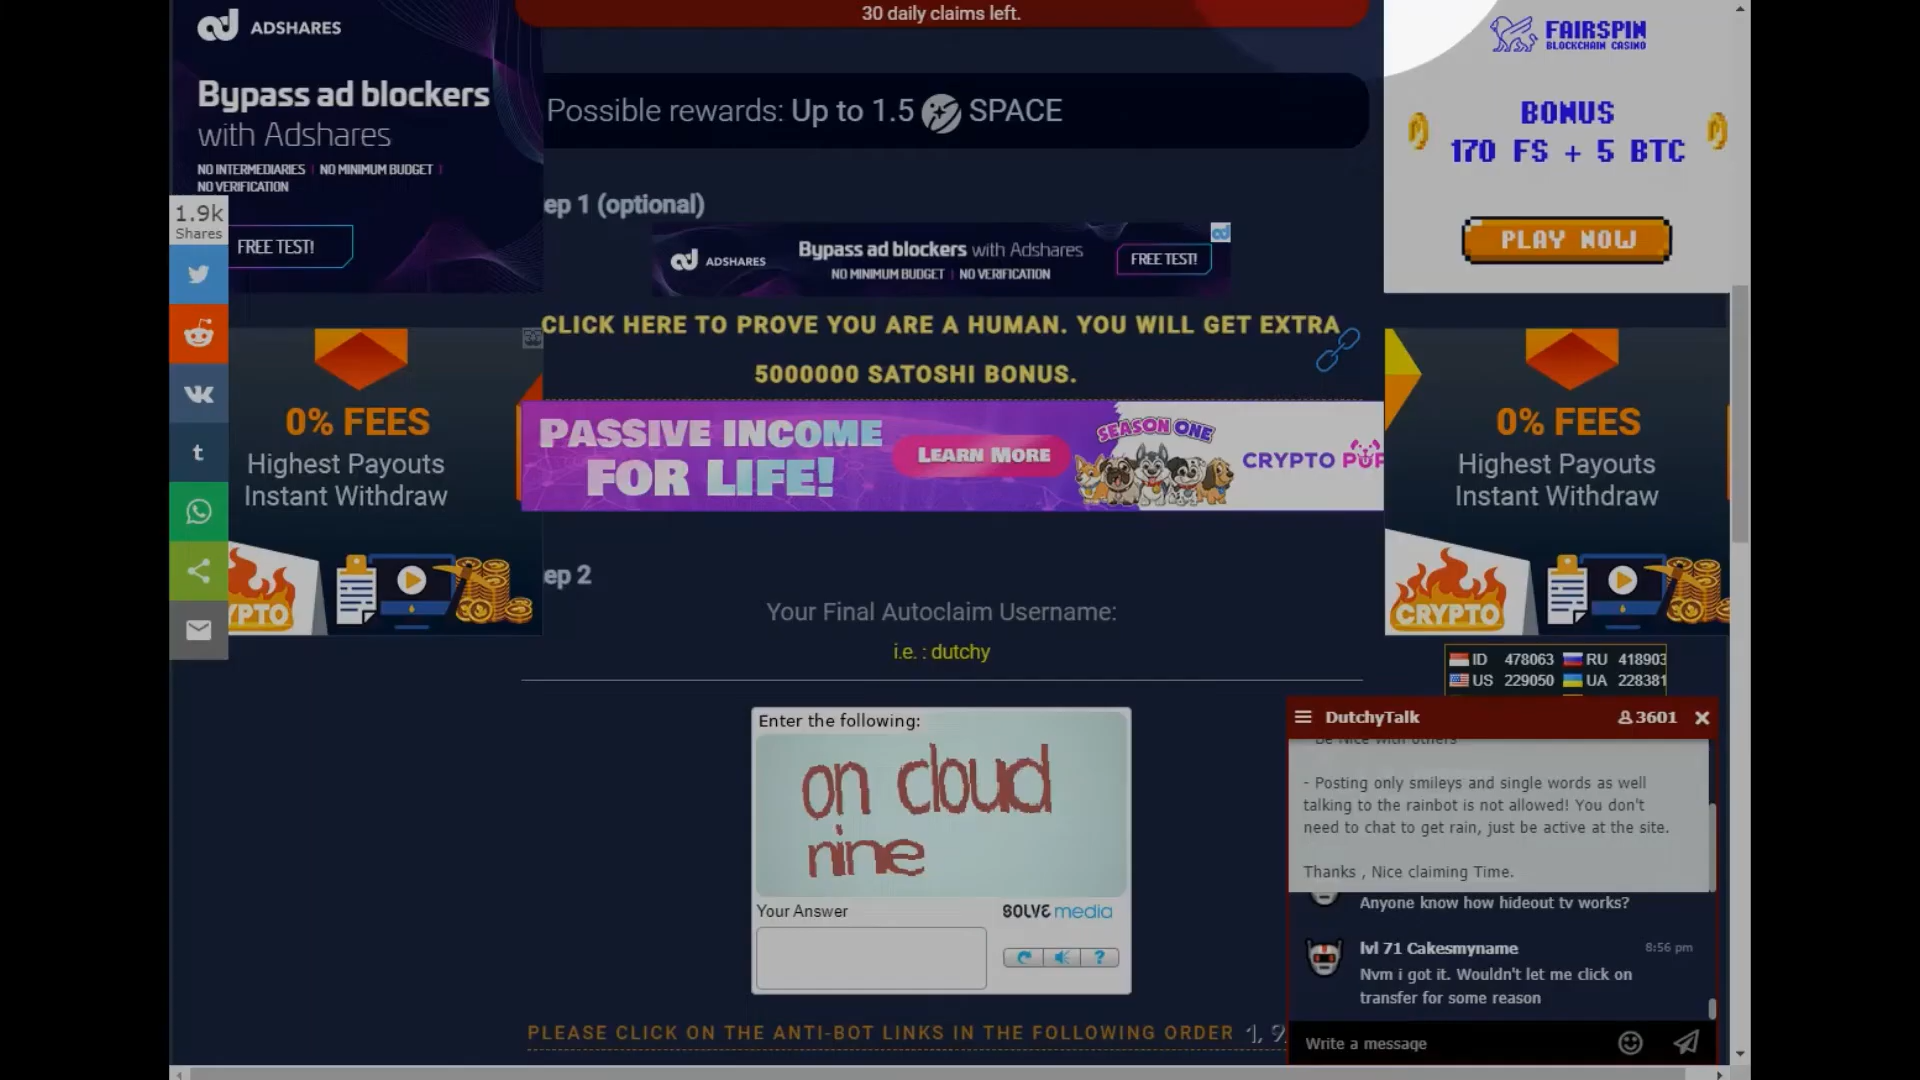 30 daily claims left.
ADSHARES
Bypass ad blockers
with Adshares
NO INTERMEDIARIES | NO MINIMUM BUDGET |
NO VERIFICATION
FREE TEST!
1.9k
Shares
Possible rewards: Up to 1.5 SPACE
ep 1 (optional)
ADSHARES
Bypass ad blockers with Adshares
NO MINIMUM BUDGET | NO VERIFICATION
FREE TEST!
CLICK HERE TO PROVE YOU ARE A HUMAN. YOU WILL GET EXTRA
5000000 SATOSHI BONUS.
PASSIVE INCOME
FOR LIFE!
LEARN MORE
SEASON ONE
CRYPTO PUP
FAIRSPIN
BLOCKCHAIN CASINO
BONUS
170 FS + 5 BTC
PLAY NOW
0% FEES
Highest Payouts
Instant Withdraw
YPTO
0% FEES
Highest Payouts
Instant Withdraw
CRYPTO
ep 2
Your Final Autoclaim Username:
i.e. : dutchy
Enter the following:
on cloud
nine
Your Answer
SOLVE media
PLEASE CLICK ON THE ANTI-BOT LINKS IN THE FOLLOWING ORDER 1, 9
ID 478063 RU 418903
US 229050 UA 228381
DutchyTalk 3601
- Be Nice with others
- Posting only smileys and single words as well
talking to the rainbot is not allowed! You don't
need to chat to get rain, just be active at the site.
Thanks , Nice claiming Time.
Anyone know how hideout tv works?
lvl 71 Cakesmyname 8:56 pm
Nvm i got it. Wouldn't let me click on
transfer for some reason
Write a message